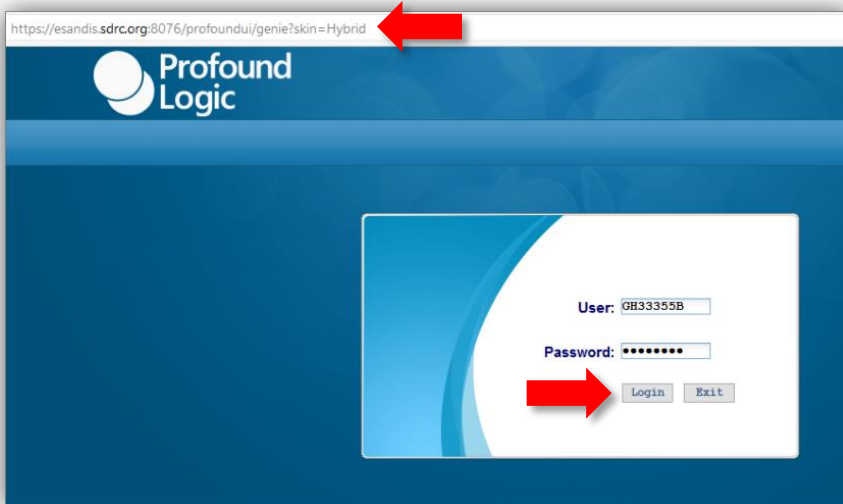 https://esandis.sdrc.org:8076/profoundui/genie?skin=Hybrid
Profound
Logic
User: GH33355B
Password: ••••••••
Login Exit